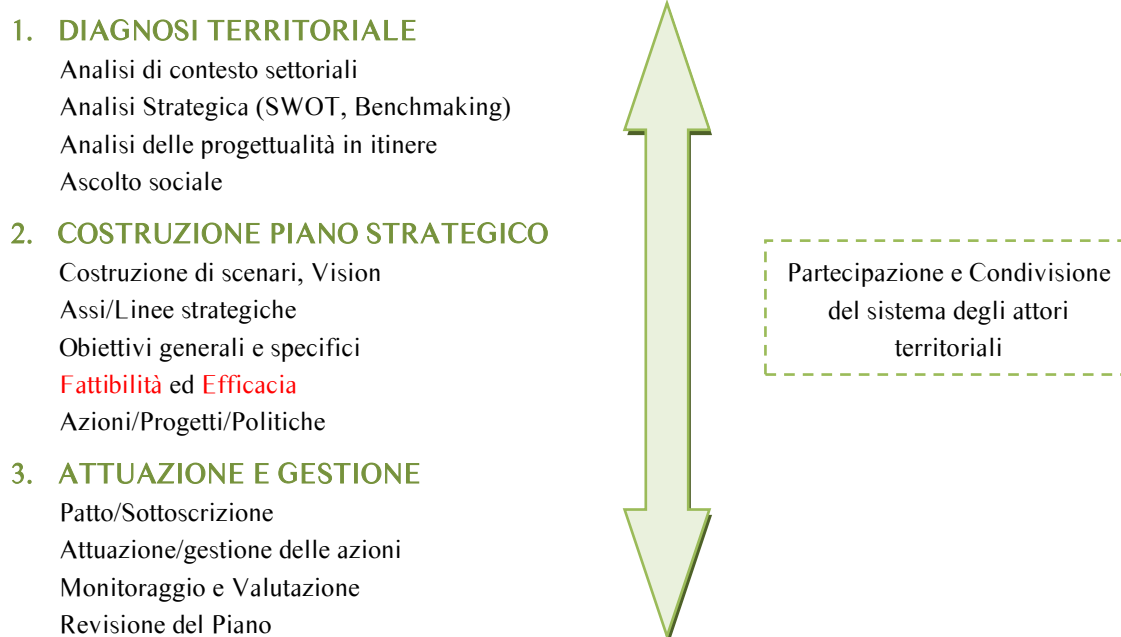 1. DIAGNOSI TERRITORIALE
Analisi di contesto settoriali
Analisi Strategica (SWOT, Benchmaking)
Analisi delle progettualità in itinere
Ascolto sociale
2. COSTRUZIONE PIANO STRATEGICO
Costruzione di scenari, Vision
Assi/Linee strategiche
Obiettivi generali e specifici
Fattibilità ed Efficacia
Azioni/Progetti/Politiche
3. ATTUAZIONE E GESTIONE
Patto/Sottoscrizione
Attuazione/gestione delle azioni
Monitoraggio e Valutazione
Revisione del Piano
Partecipazione e Condivisione
del sistema degli attori
territoriali